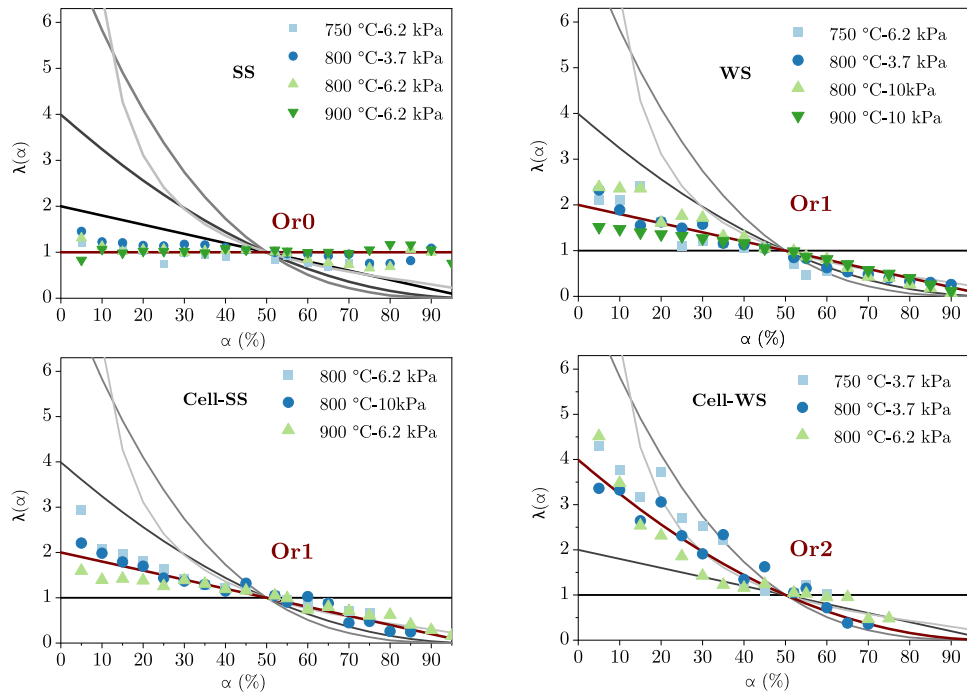 6
5
4
3
2
1
0
λ(α)
SS
750 °C-6.2 kPa
800 °C-3.7 kPa
800 °C-6.2 kPa
900 °C-6.2 kPa
Or0
0 10 20 30 40 50 60 70 80 90
α (%)
6
5
4
3
2
1
0
λ(α)
WS
750 °C-6.2 kPa
800 °C-3.7 kPa
800 °C-10kPa
900 °C-10 kPa
Or1
0 10 20 30 40 50 60 70 80 90
α (%)
6
5
4
3
2
1
0
λ(α)
Cell-SS
800 °C-6.2 kPa
800 °C-10kPa
900 °C-6.2 kPa
Or1
0 10 20 30 40 50 60 70 80 90
α (%)
6
5
4
3
2
1
0
λ(α)
Cell-WS
750 °C-3.7 kPa
800 °C-3.7 kPa
800 °C-6.2 kPa
Or2
0 10 20 30 40 50 60 70 80 90
α (%)